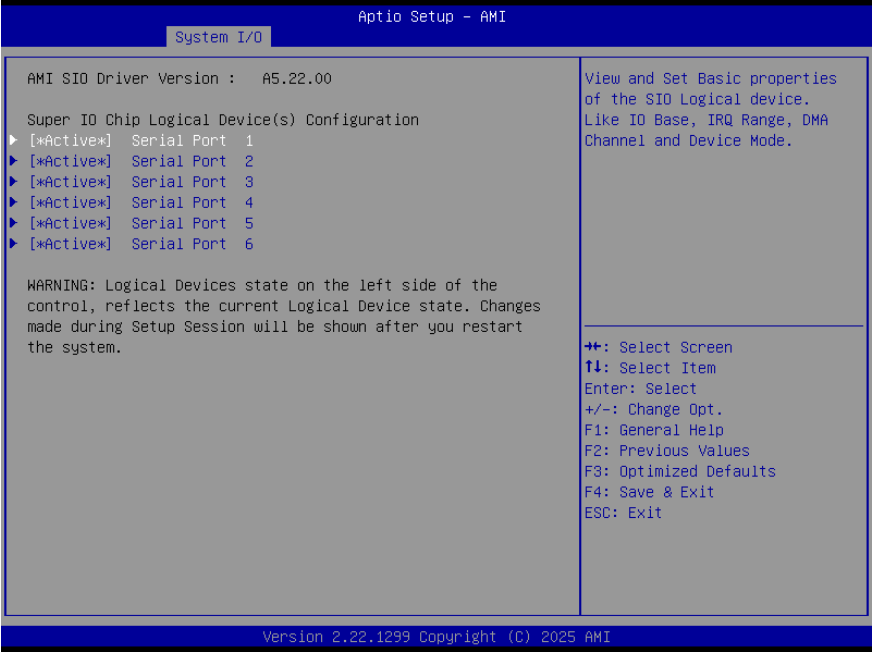 Aptio Setup – AMI
System I/O
AMI SIO Driver Version :   A5.22.00
Super IO Chip Logical Device(s) Configuration
[*Active*]  Serial Port  1
[*Active*]  Serial Port  2
[*Active*]  Serial Port  3
[*Active*]  Serial Port  4
[*Active*]  Serial Port  5
[*Active*]  Serial Port  6
WARNING: Logical Devices state on the left side of the
control, reflects the current Logical Device state. Changes
made during Setup Session will be shown after you restart
the system.
View and Set Basic properties
of the SIO Logical device.
Like IO Base, IRQ Range, DMA
Channel and Device Mode.
→←: Select Screen
↑↓: Select Item
Enter: Select
+/-: Change Opt.
F1: General Help
F2: Previous Values
F3: Optimized Defaults
F4: Save & Exit
ESC: Exit
Version 2.22.1299 Copyright (C) 2025 AMI